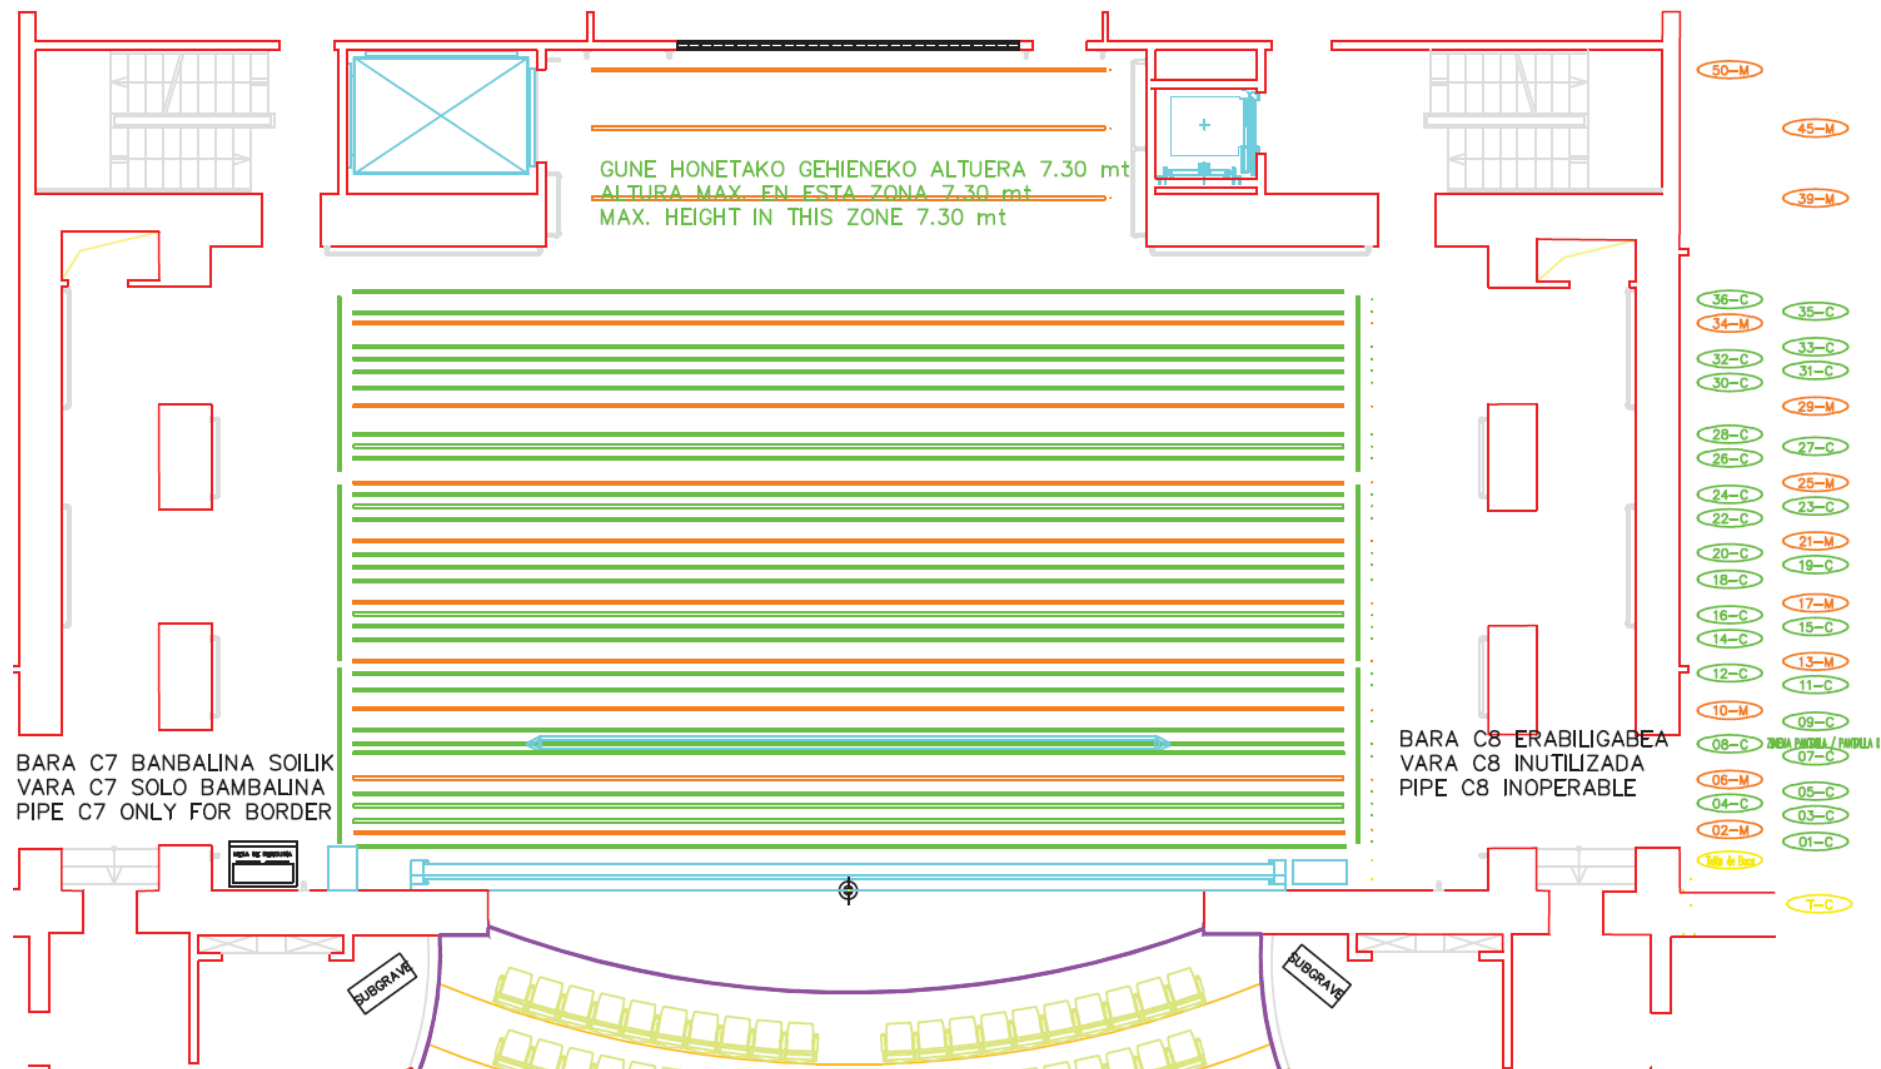 50-M
45-M
GUNE HONETAKO GEHIENEKO ALTUERA 7.30 mt
ALTURA MAX. EN ESTA ZONA 7.30 mt
MAX. HEIGHT IN THIS ZONE 7.30 mt
39-M
36-C
35-C
34-M
33-C
32-C
31-C
30-C
29-M
28-C
27-C
26-C
25-M
24-C
23-C
22-C
21-M
20-C
19-C
18-C
17-M
16-C
15-C
14-C
13-M
12-C
11-C
10-M
09-C
08-C
ZINEMA PANTAILA / PANTALLA
07-C
06-M
05-C
04-C
03-C
02-M
01-C
T-C
BARA C7 BANBALINA SOILIK
VARA C7 SOLO BAMBALINA
PIPE C7 ONLY FOR BORDER
BARA C8 ERABILIGABEA
VARA C8 INUTILIZADA
PIPE C8 INOPERABLE
SUBGRAVE
SUBGRAVE